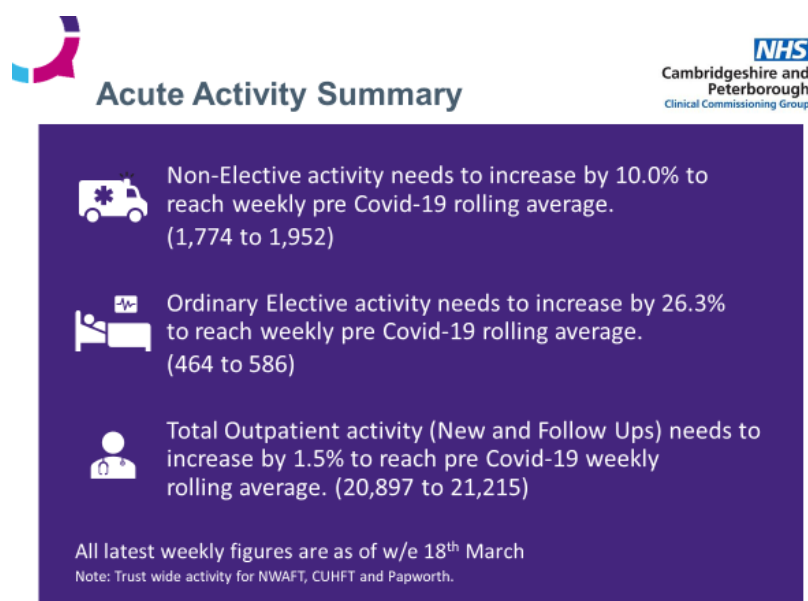 NHS
Cambridgeshire and
Peterborough
Clinical Commissioning Group
Acute Activity Summary
Non-Elective activity needs to increase by 10.0% to
reach weekly pre Covid-19 rolling average.
(1,774 to 1,952)
Ordinary Elective activity needs to increase by 26.3%
to reach weekly pre Covid-19 rolling average.
(464 to 586)
Total Outpatient activity (New and Follow Ups) needs to
increase by 1.5% to reach pre Covid-19 weekly
rolling average. (20,897 to 21,215)
All latest weekly figures are as of w/e 18th March
Note: Trust wide activity for NWAFT, CUHFT and Papworth.